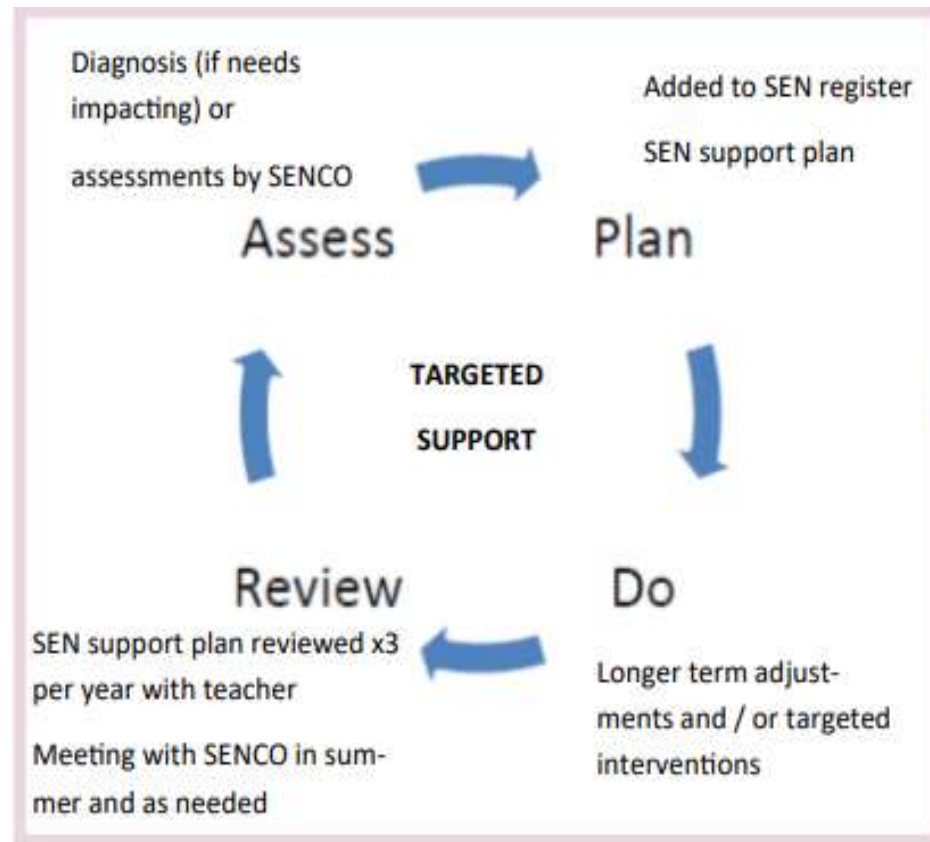 Diagnosis (if needs
impacting) or
assessments by SENCO
Assess
Added to SEN register
SEN support plan
Plan
TARGETED
SUPPORT
Do
Longer term adjust-
ments and / or targeted
interventions
Review
SEN support plan reviewed x3
per year with teacher
Meeting with SENCO in sum-
mer and as needed